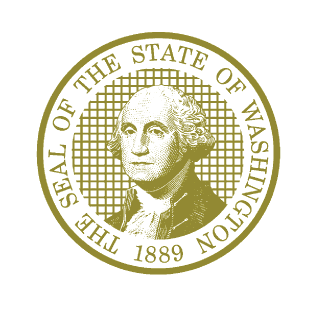 THE SEAL OF THE STATE OF WASHINGTON
1889